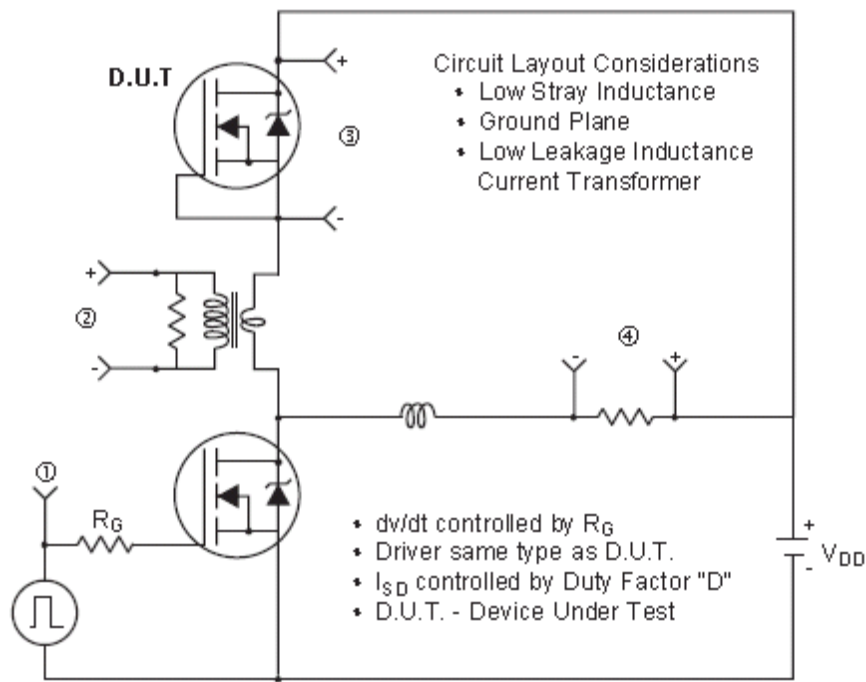 D.U.T
+
③
-
Circuit Layout Considerations
• Low Stray Inductance
• Ground Plane
• Low Leakage Inductance
Current Transformer
+
②
-
④
-
+
①
RG
• dv/dt controlled by RG
• Driver same type as D.U.T.
• ISD controlled by Duty Factor "D"
• D.U.T. - Device Under Test
+
VDD
-